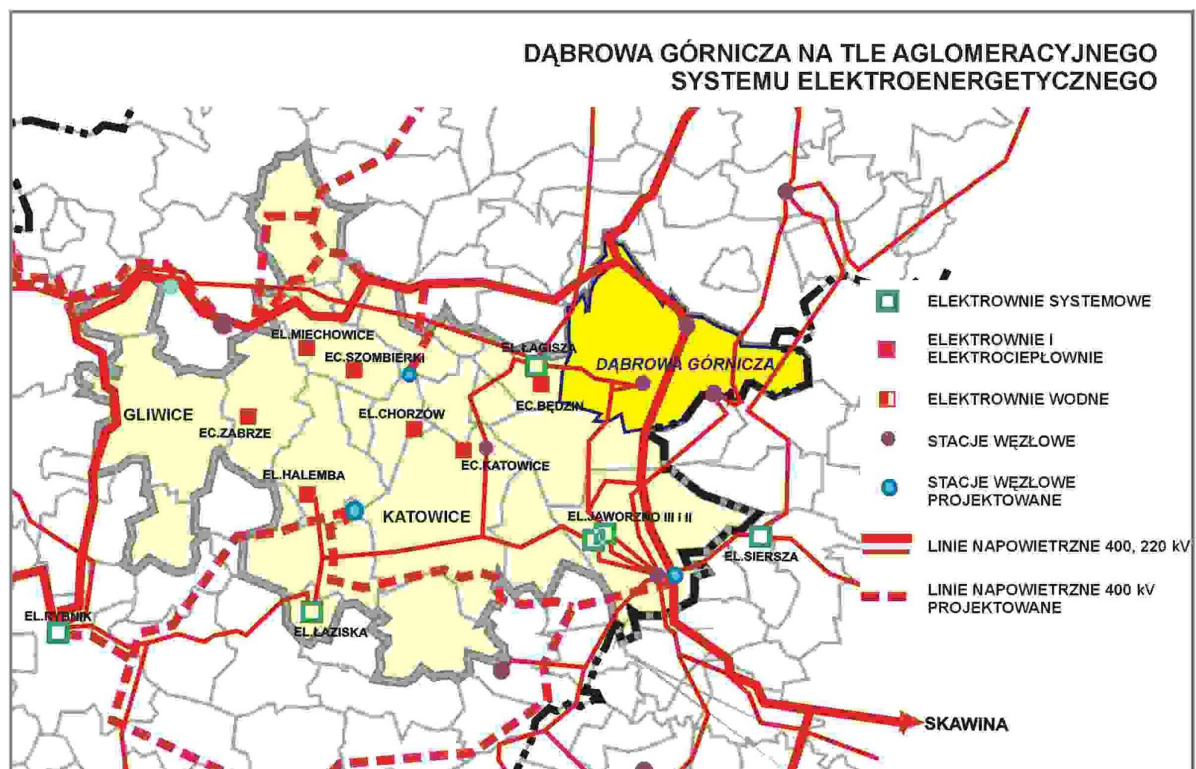 DĄBROWA GÓRNICZA NA TLE AGLOMERACYJNEGO
SYSTEMU ELEKTROENERGETYCZNEGO
EL.MIECHOWICE
EC.SZOMBIERKI
EL.ŁAGISZA
DĄBROWA GÓRNICZA
EC.BĘDZIN
GLIWICE
EC.ZABRZE
EL.CHORZÓW
EC.KATOWICE
EL.HALEMBA
KATOWICE
EL.JAWORZNO III i II
EL.SIERSZA
EL.RYBNIK
EL.ŁAZISKA
SKAWINA
ELEKTROWNIE SYSTEMOWE
ELEKTROWNIE I
ELEKTROCIEPŁOWNIE
ELEKTROWNIE WODNE
STACJE WĘZŁOWE
STACJE WĘZŁOWE
PROJEKTOWANE
LINIE NAPOWIETRZNE 400, 220 kV
LINIE NAPOWIETRZNE 400 kV
PROJEKTOWANE